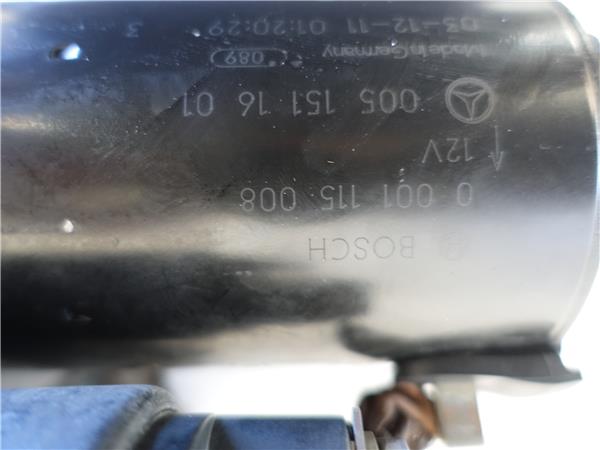 BOSCH
0 001 115 008
12V
005 151 16 01
Made in Germany 089
03-12-11 01:20:29 3